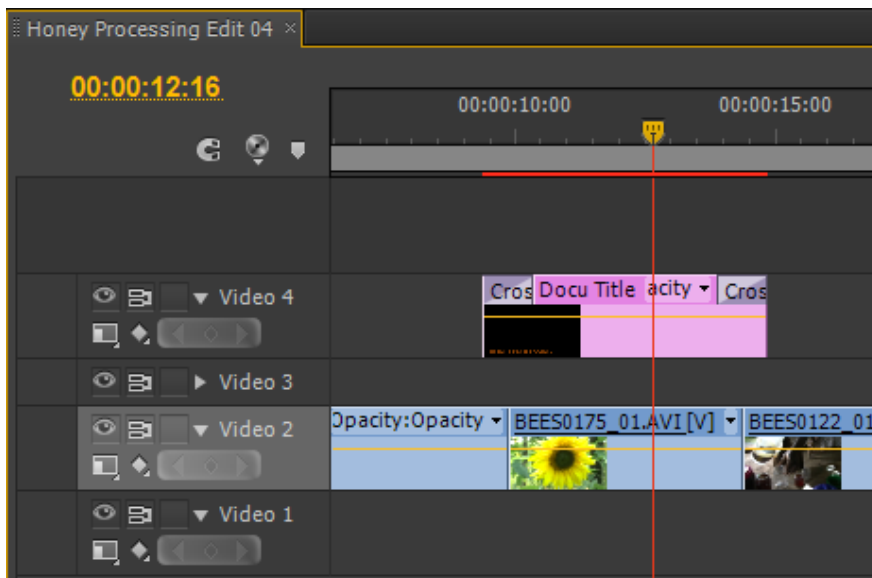 Honey Processing Edit 04 ×
00:00:12:16
00:00:10:00 00:00:15:00
Video 4 Cros Docu Title acity Cros
Video 3
Video 2 Opacity:Opacity BEES0175_01.AVI [V] BEES0122_01
Video 1